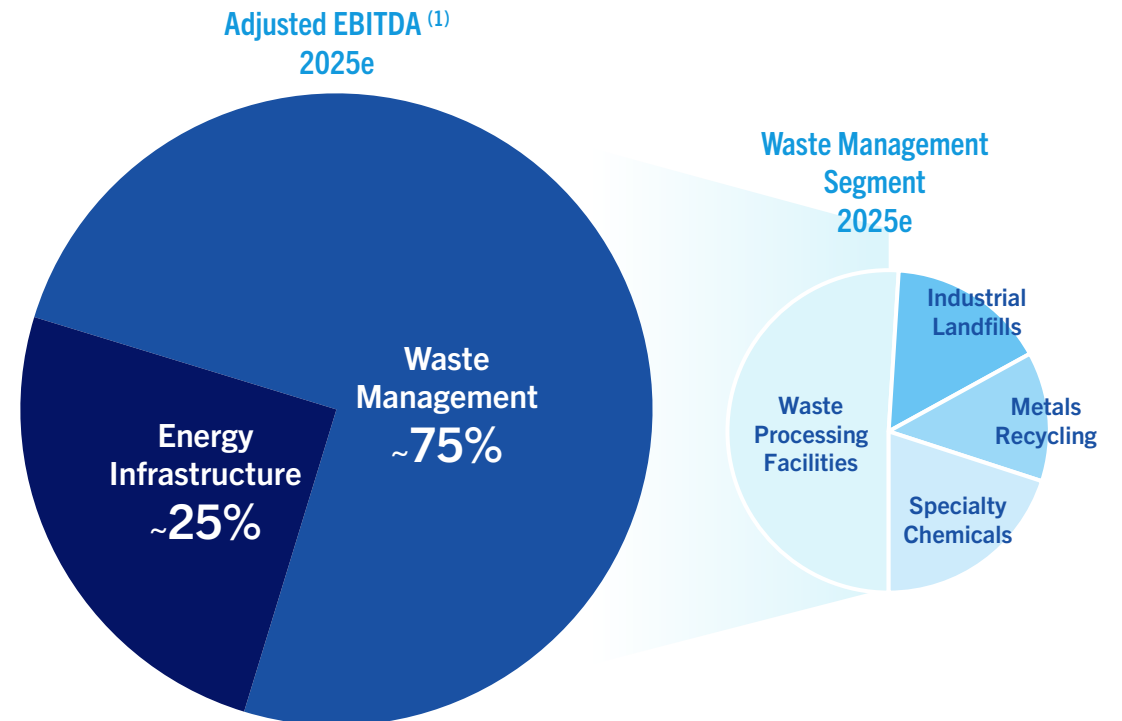 Adjusted EBITDA (1)
2025e
Waste
Management
~75%
Energy
Infrastructure
~25%
Waste Management
Segment
2025e
Industrial
Landfills
Metals
Recycling
Waste
Processing
Facilities
Specialty
Chemicals